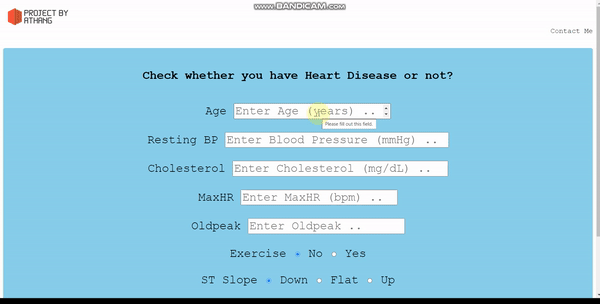 www.BANDICAM.com
PROJECT BY
ATHANG
Contact Me
Check whether you have Heart Disease or not?
Age Enter Age (years) ..
Please fill out this field.
Resting BP Enter Blood Pressure (mmHg) ..
Cholesterol Enter Cholesterol (mg/dL) ..
MaxHR Enter MaxHR (bpm) ..
Oldpeak Enter Oldpeak ..
Exercise No Yes
ST Slope Down Flat Up